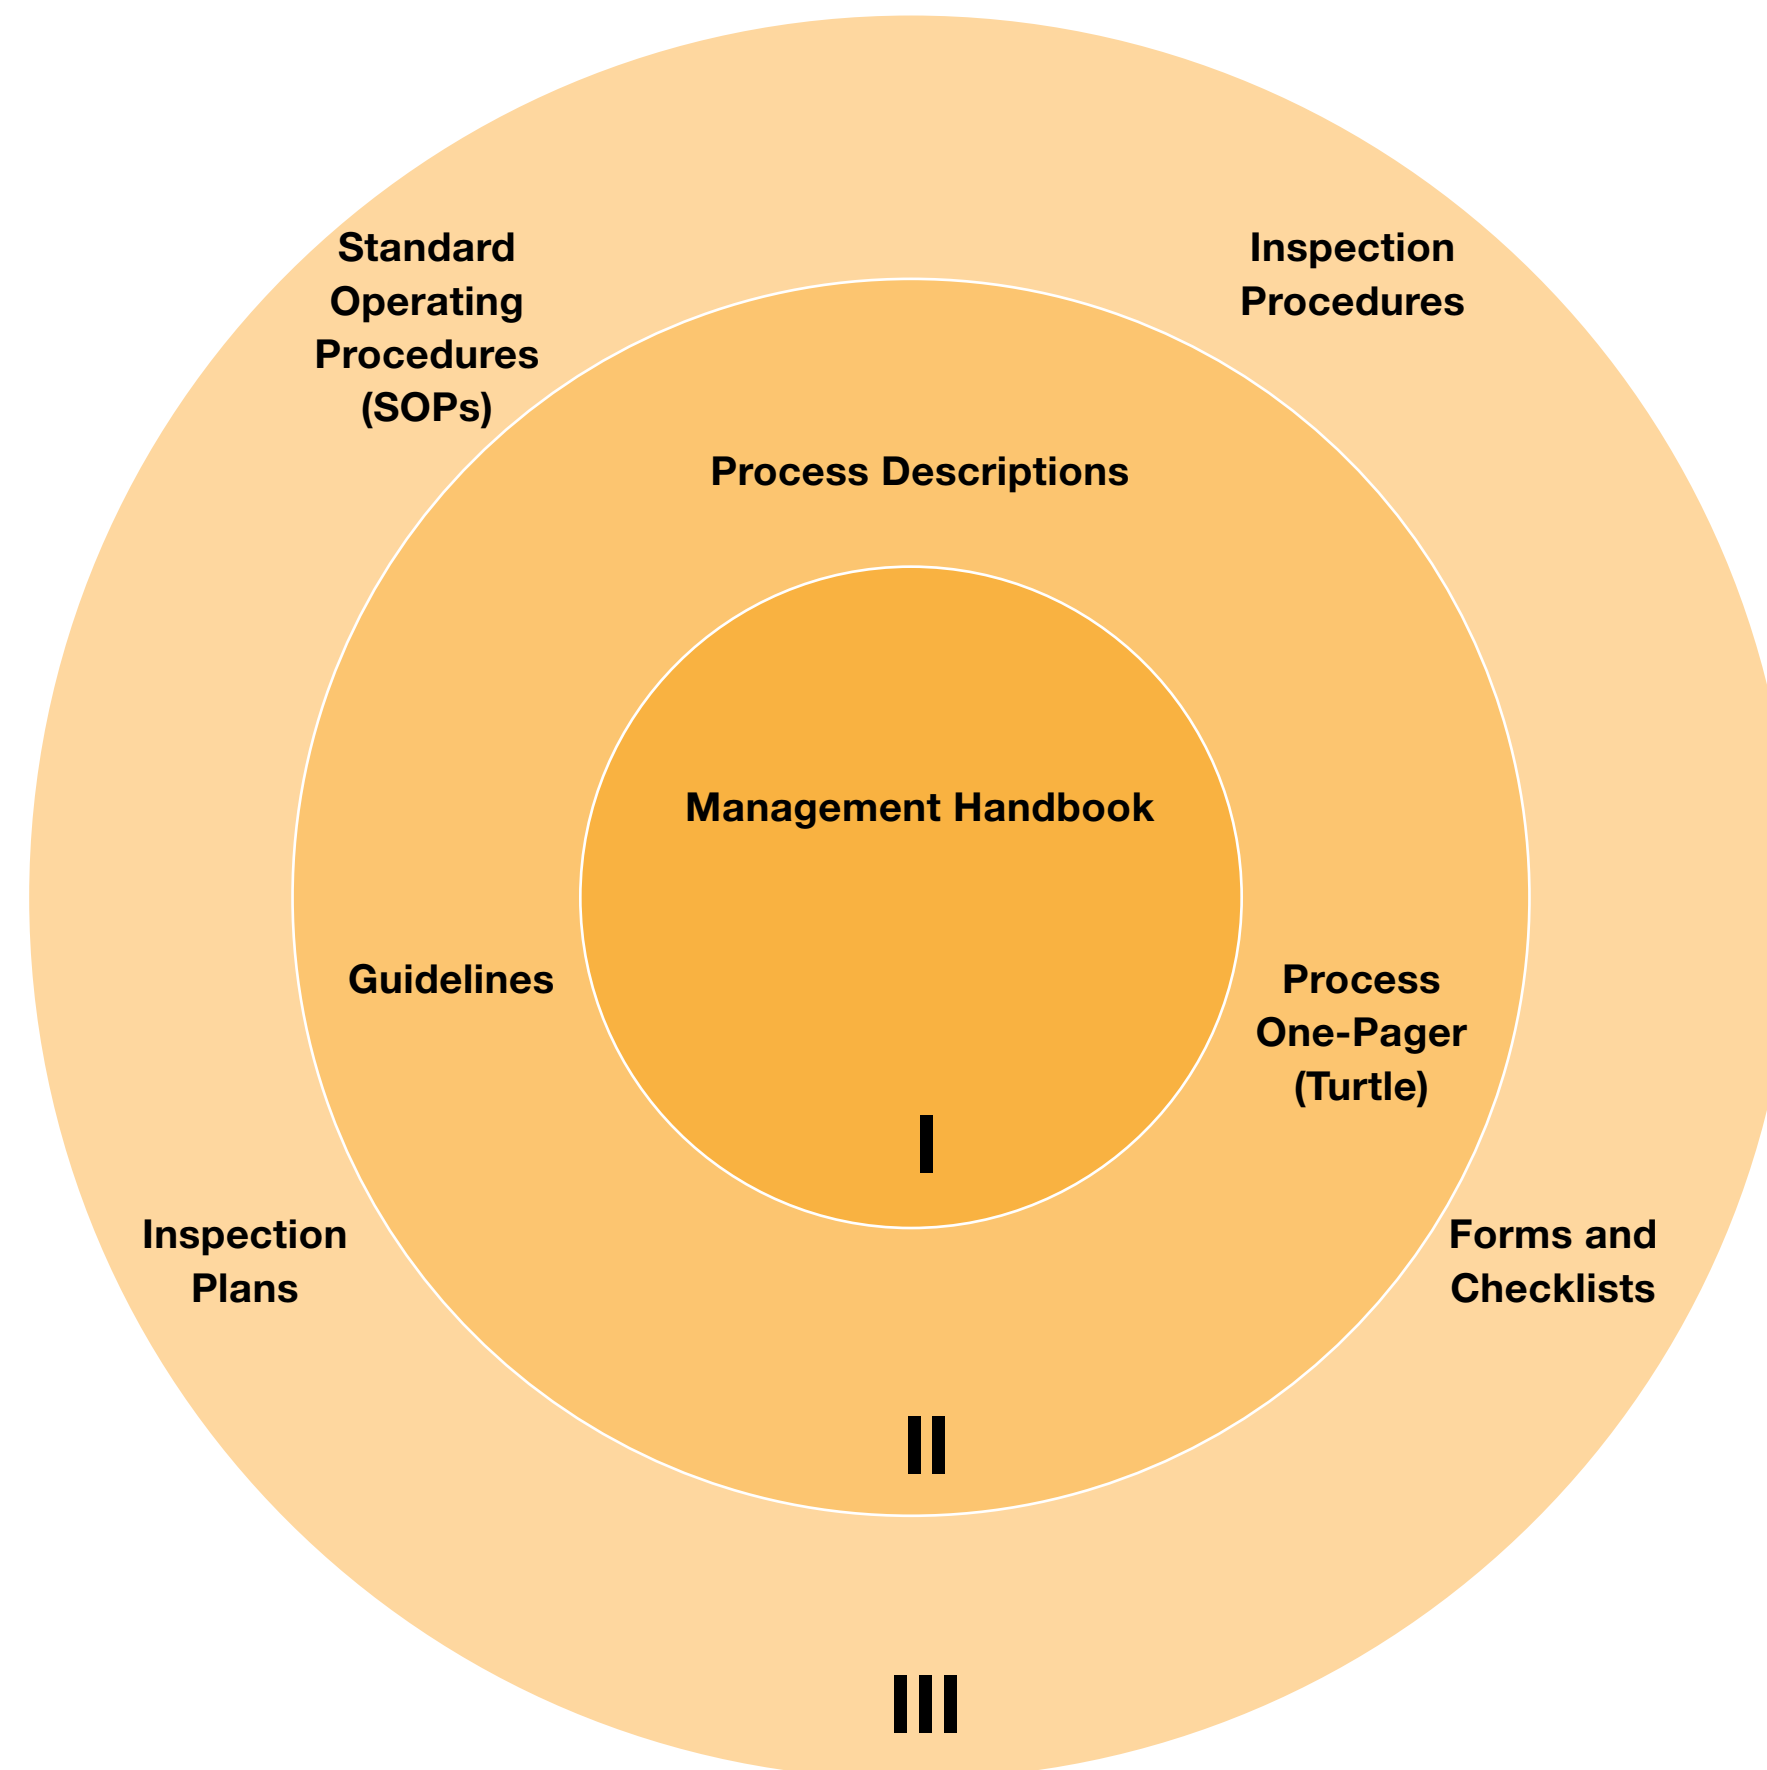 Standard
Operating
Procedures
(SOPs)
Inspection
Procedures
Process Descriptions
Management Handbook
Guidelines
Process
One-Pager
(Turtle)
I
Inspection
Plans
Forms and
Checklists
II
III